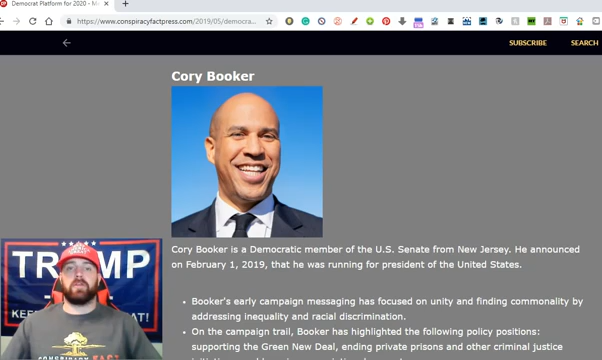 Democrat Platform for 2020 - M
https://www.conspiracyfactpress.com/2019/05/democra...
SUBSCRIBE
SEARCH
Cory Booker
TRUMP
Cory Booker is a Democratic member of the U.S. Senate from New Jersey. He announced
on February 1, 2019, that he was running for president of the United States.
• Booker's early campaign messaging has focused on unity and finding commonality by
addressing inequality and racial discrimination.
• On the campaign trail, Booker has highlighted the following policy positions:
supporting the Green New Deal, ending private prisons and other criminal justice